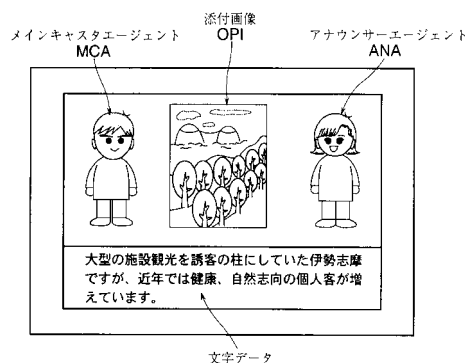 添付画像
OPI
メインキャスタエージェント
MCA
アナウンサーエージェント
ANA
大型の施設観光を誘客の柱にしていた伊勢志摩
ですが、近年では健康、自然志向の個人客が増
えています。
文字データ